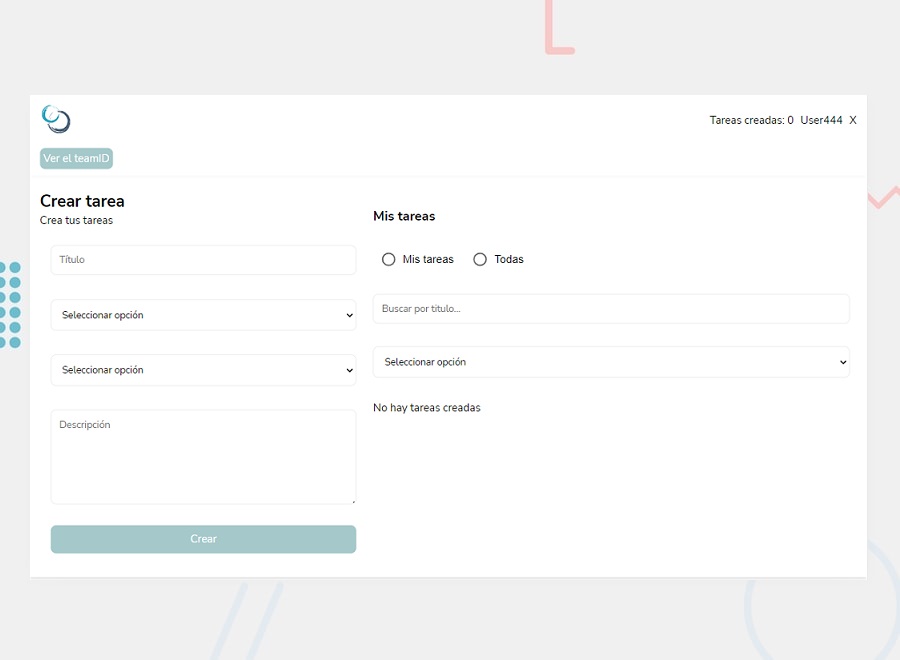 Tareas creadas: 0 User444 X
Ver el teamID
Crear tarea
Crea tus tareas
Título
Seleccionar opción
Seleccionar opción
Descripción
Crear
Mis tareas
Mis tareas Todas
Buscar por titulo...
Seleccionar opción
No hay tareas creadas